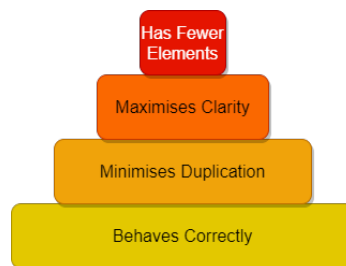 Has Fewer
Elements
Maximises Clarity
Minimises Duplication
Behaves Correctly